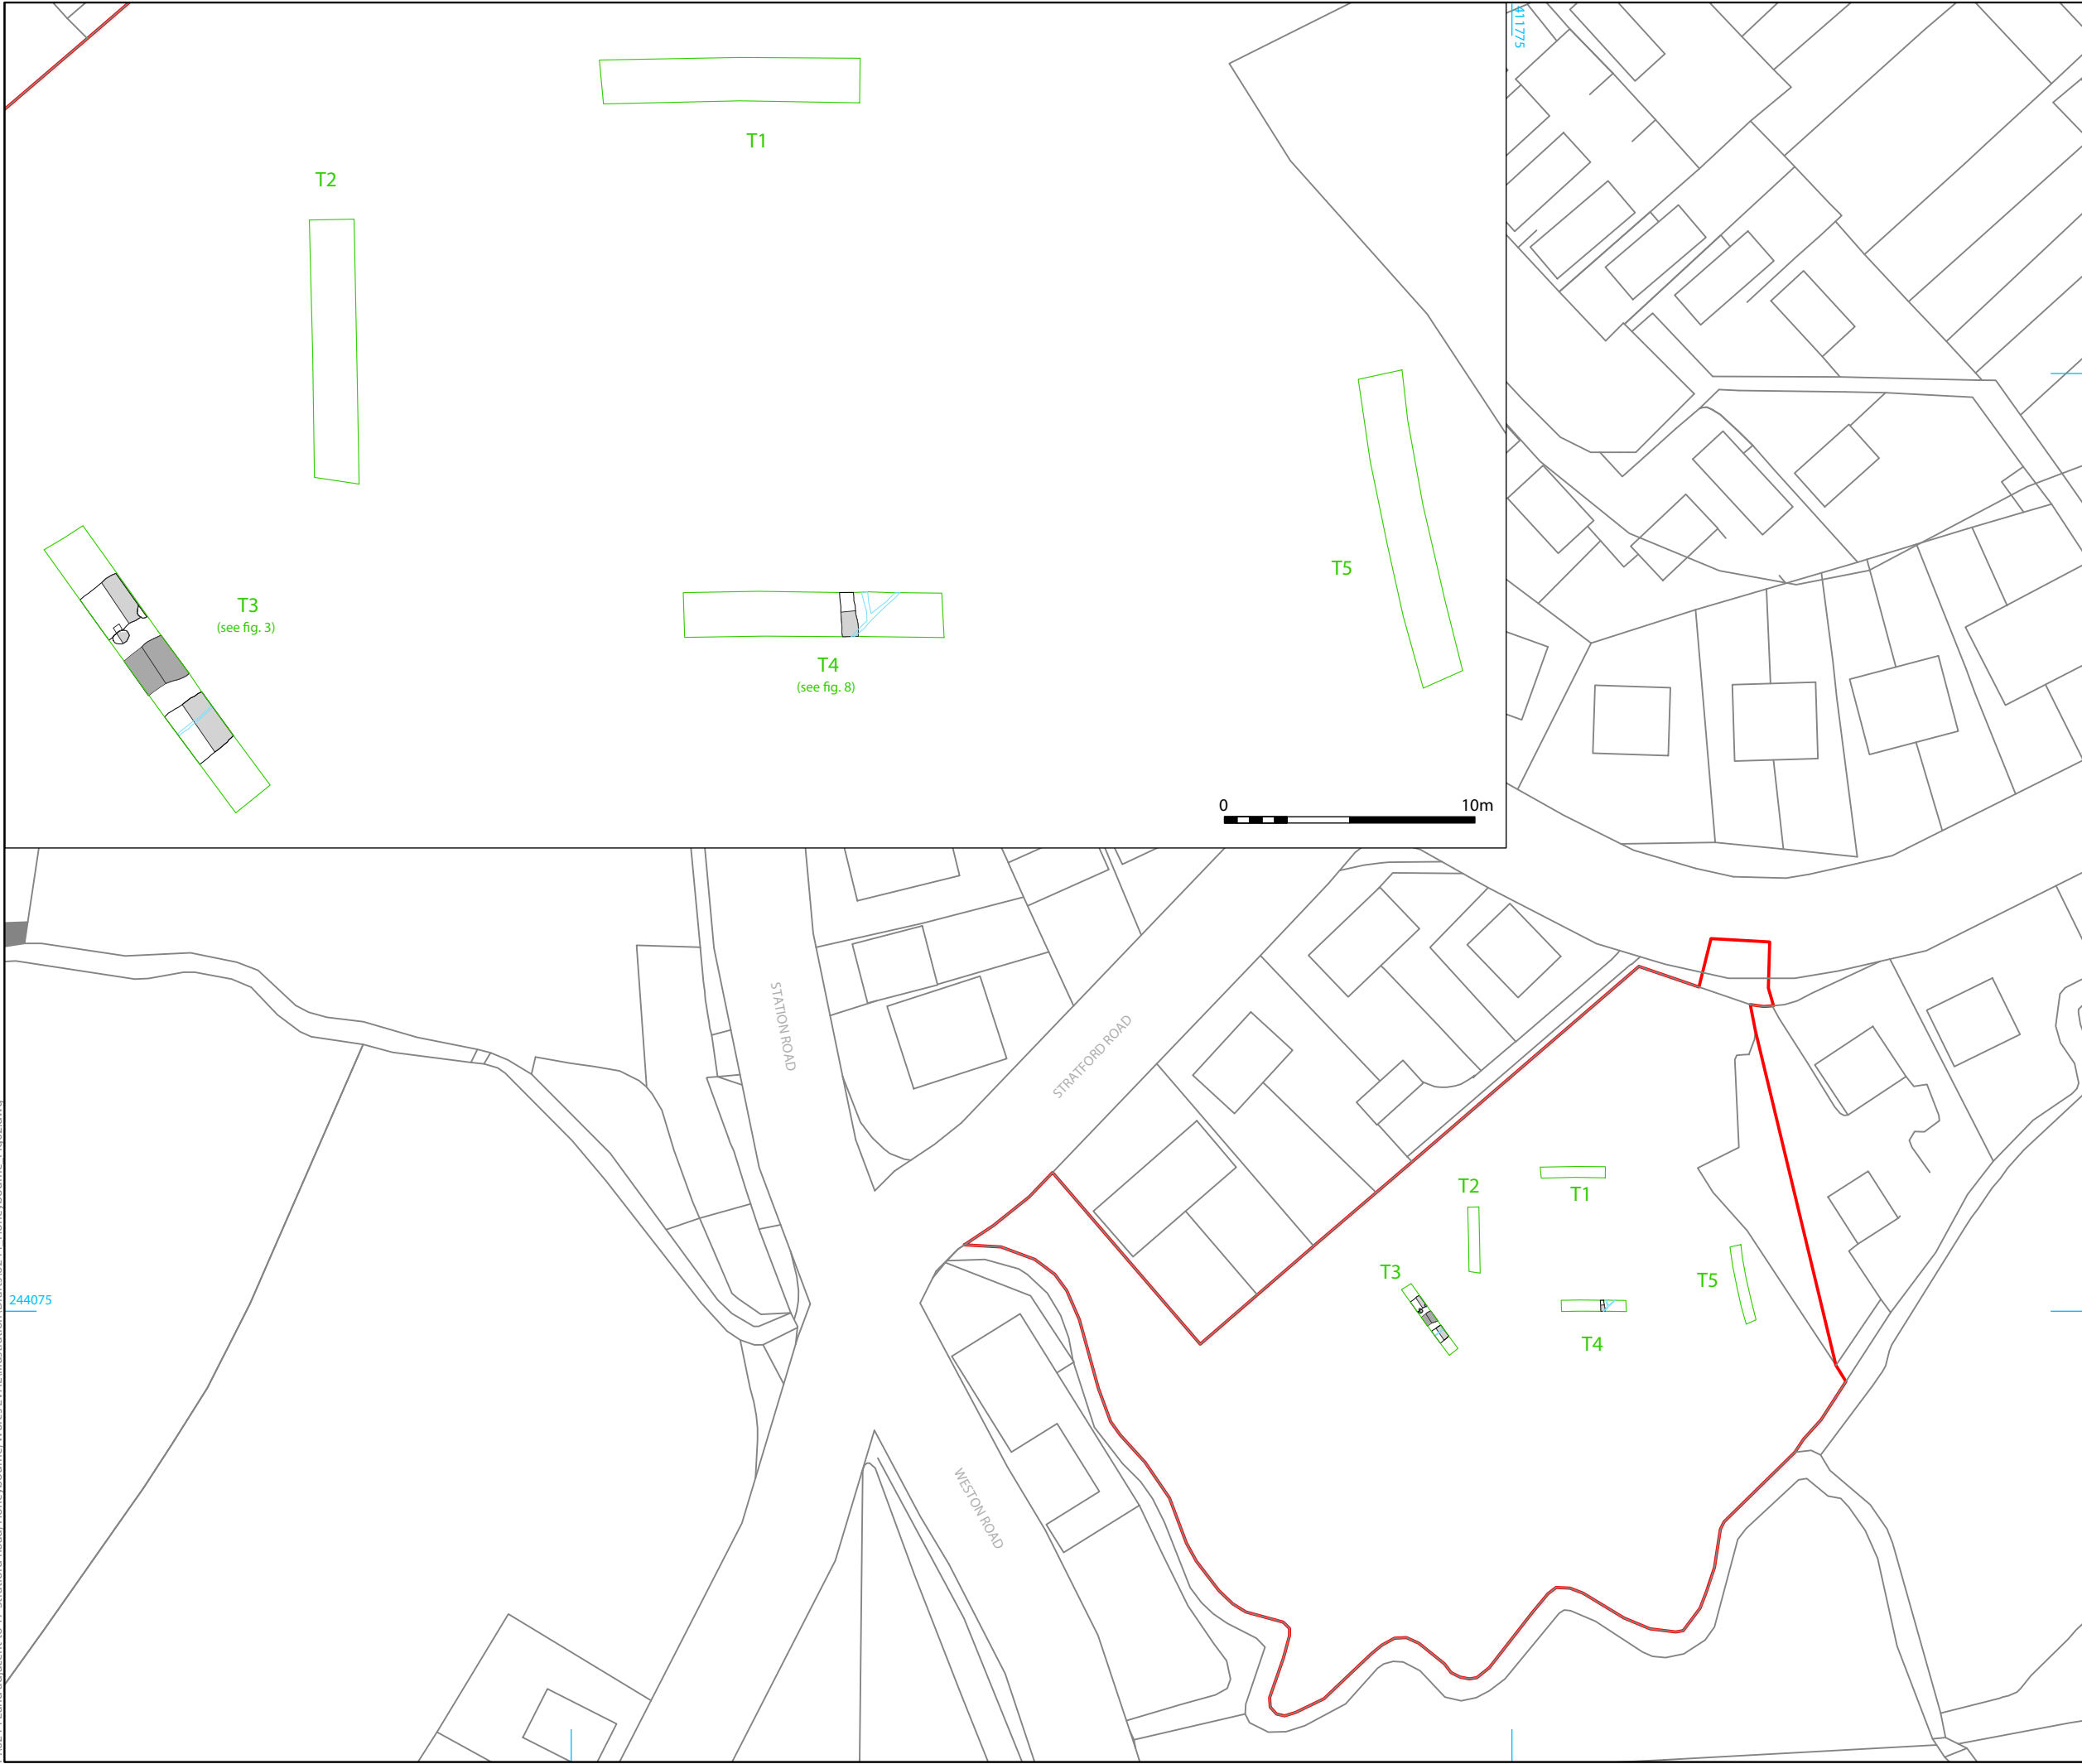 T1
T2
T3
(see fig. 3)
T4
(see fig. 8)
T5
0 10m
411775
STATION ROAD
STRATFORD ROAD
WESTON ROAD
244075
T1
T2
T3
T4
T5